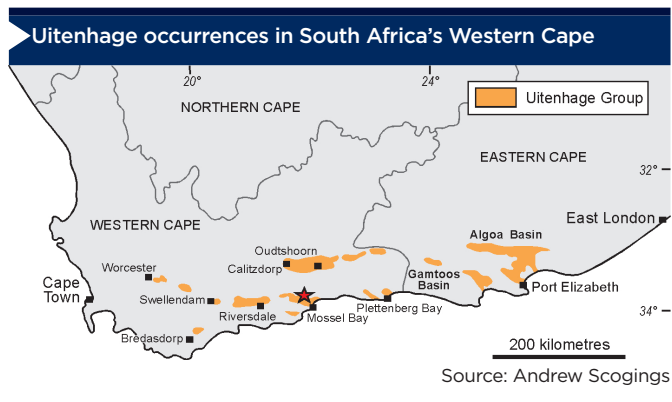 Uitenhage occurrences in South Africa's Western Cape
20°
24°
Uitenhage Group
NORTHERN CAPE
EASTERN CAPE
32°
WESTERN CAPE
East London
Algoa Basin
Oudtshoorn
Worcester
Calitzdorp
Gamtoos
Basin
Cape
Town
Swellendam
Port Elizabeth
Riversdale
Mossel Bay
Plettenberg Bay
34°
Bredasdorp
200 kilometres
Source: Andrew Scogings